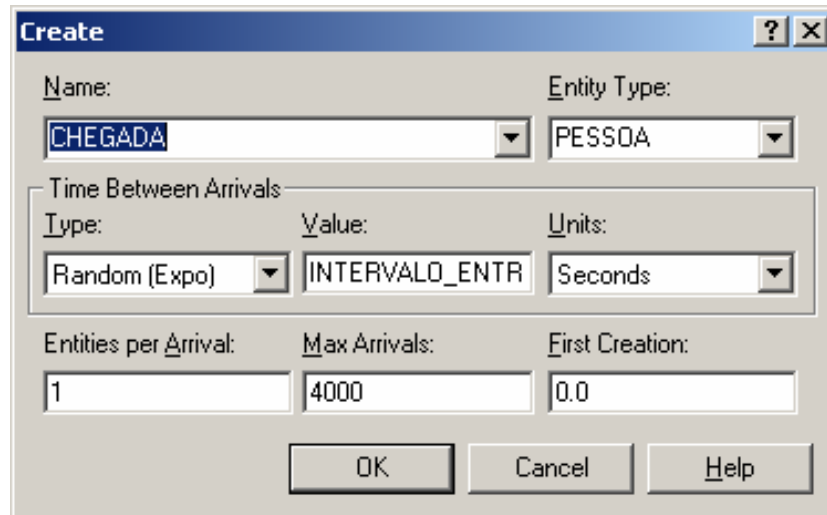 Create
Name: Entity Type:
CHEGADA PESSOA
Time Between Arrivals
Type: Value: Units:
Random (Expo) INTERVALO_ENTR Seconds
Entities per Arrival: Max Arrivals: First Creation:
1 4000 0.0
OK Cancel Help